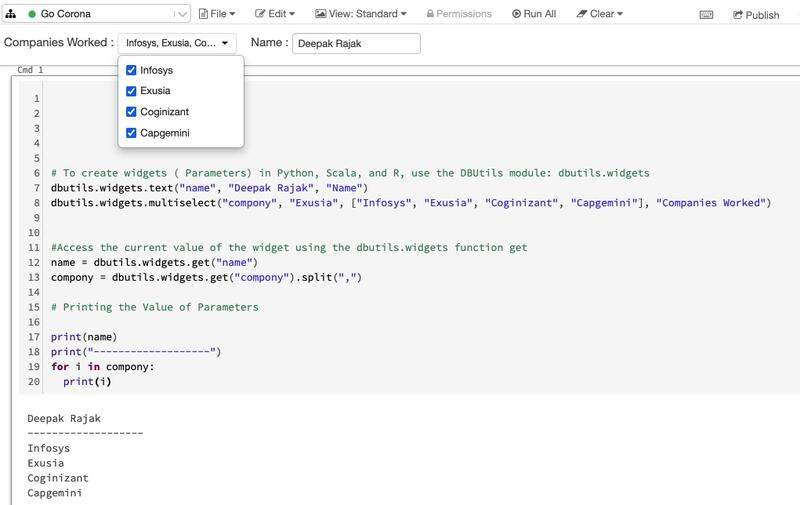 Go Corona File Edit View: Standard Permissions Run All Clear Publish
Companies Worked : Infosys, Exusia, Co... Name : Deepak Rajak
Infosys
Exusia
Coginizant
Capgemini
Cmd 1
1
2
3
4
5
6 # To create widgets ( Parameters) in Python, Scala, and R, use the DBUtils module: dbutils.widgets
7 dbutils.widgets.text("name", "Deepak Rajak", "Name")
8 dbutils.widgets.multiselect("compony", "Exusia", ["Infosys", "Exusia", "Coginizant", "Capgemini"], "Companies Worked")
9
10
11 #Access the current value of the widget using the dbutils.widgets function get
12 name = dbutils.widgets.get("name")
13 compony = dbutils.widgets.get("compony").split(",")
14
15 # Printing the Value of Parameters
16
17 print(name)
18 print("-------------------")
19 for i in compony:
20   print(i)
Deepak Rajak
-------------------
Infosys
Exusia
Coginizant
Capgemini